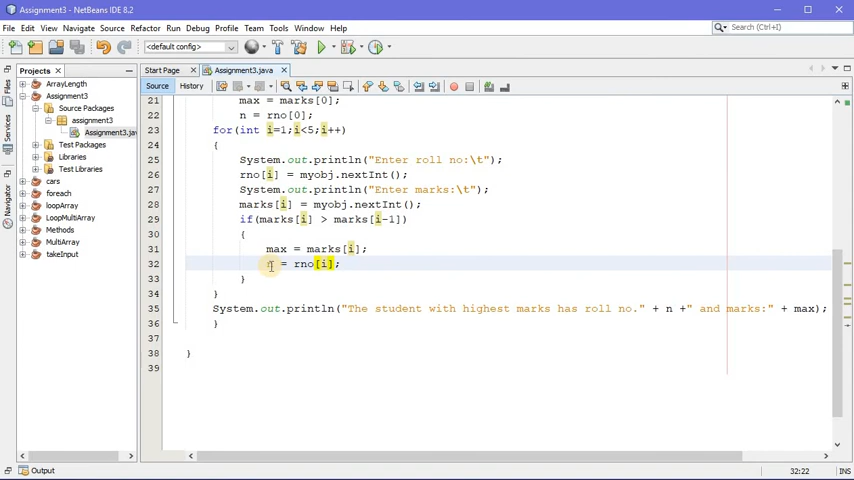 Assignment3 - NetBeans IDE 8.2
File Edit View Navigate Source Refactor Run Debug Profile Team Tools Window Help
Search (Ctrl+I)
<default config>
Projects
Start Page
Assignment3.java
Source History
Files
Services
Navigator
ArrayLength
Assignment3
Source Packages
assignment3
Assignment3.jav
Test Packages
Libraries
Test Libraries
cars
foreach
loopArray
LoopMultiArray
Methods
MultiArray
takeInput
21 max = marks[0];
22 n = rno[0];
23 for(int i=1;i<5;i++)
24 {
25 System.out.println("Enter roll no:\t");
26 rno[i] = myobj.nextInt();
27 System.out.println("Enter marks:\t");
28 marks[i] = myobj.nextInt();
29 if(marks[i] > marks[i-1])
30 {
31 max = marks[i];
32 n = rno[i];
33 }
34 }
35 System.out.println("The student with highest marks has roll no." + n +" and marks:" + max);
36 }
37
38 }
39
Output
32:22